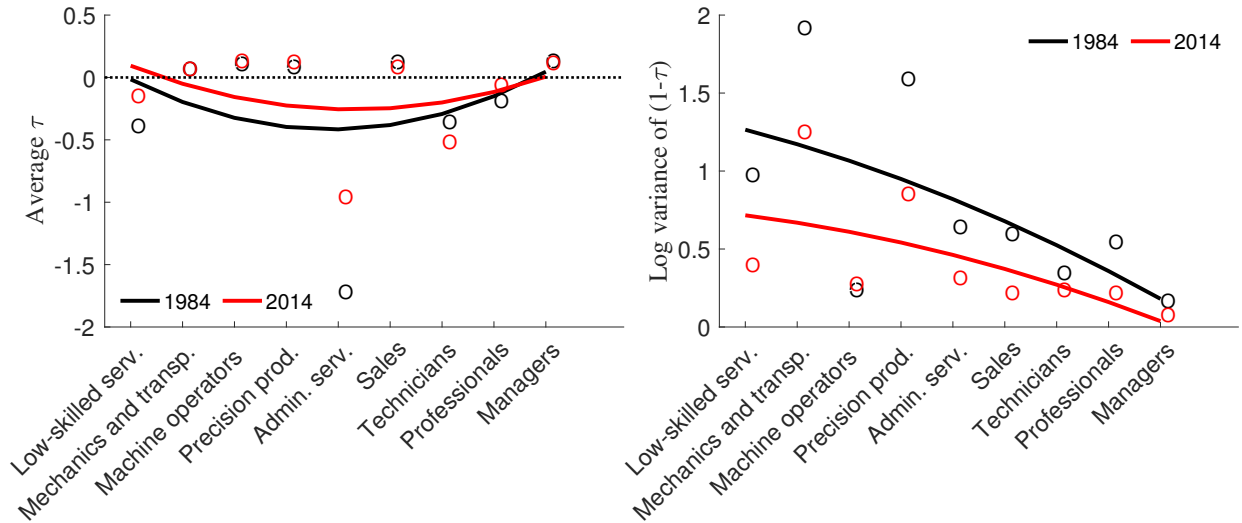 0.5
0
-0.5
-1
-1.5
-2
Average τ
1984
2014
Low-skilled serv.
Mechanics and transp.
Machine operators
Precision prod.
Admin. serv.
Sales
Technicians
Professionals
Managers
2
1.5
1
0.5
0
Log variance of (1-τ)
1984
2014
Low-skilled serv.
Mechanics and transp.
Machine operators
Precision prod.
Admin. serv.
Sales
Technicians
Professionals
Managers